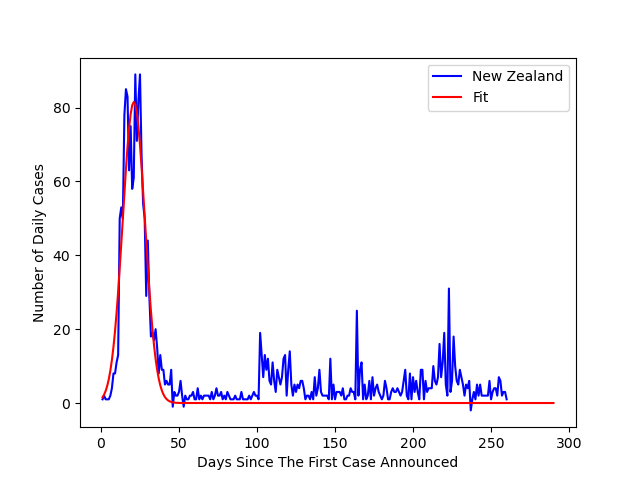 New Zealand
Fit
Number of Daily Cases
80
60
40
20
0
0 50 100 150 200 250 300
Days Since The First Case Announced